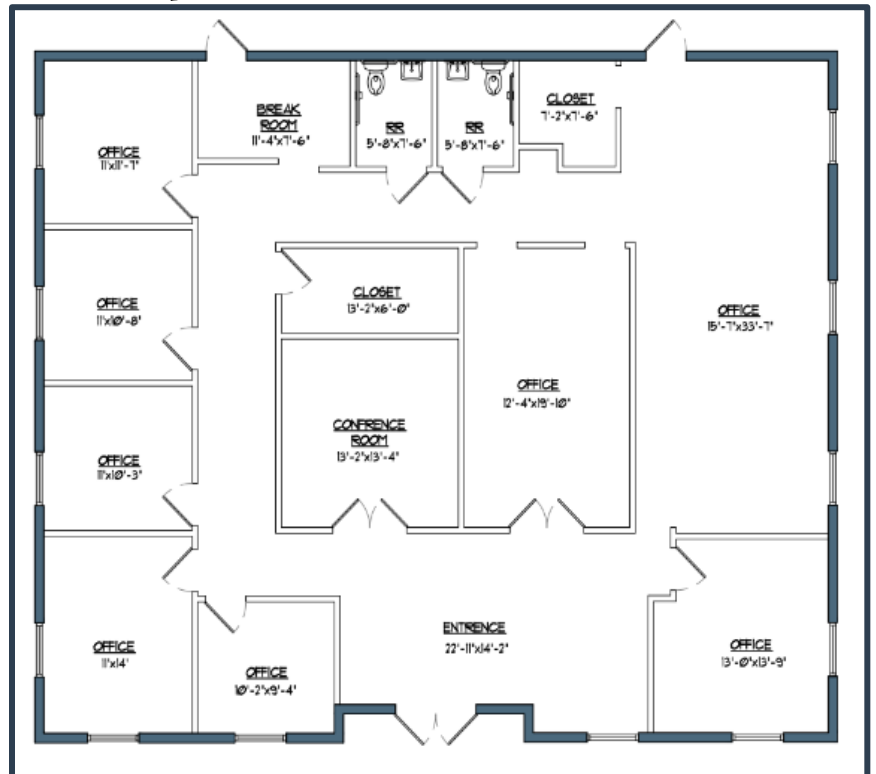 BREAK
ROOM
11'-4"x7'-6"
RR
5'-8"x7'-6"
RR
5'-8"x7'-6"
CLOSET
7'-2"x7'-6"
OFFICE
11'x11'-7"
OFFICE
11'x10'-8"
CLOSET
13'-2"x6'-0"
OFFICE
15'-7"x33'-7"
OFFICE
12'-4"x19'-10"
CONFRENCE
ROOM
13'-2"x13'-4"
OFFICE
11'x10'-3"
OFFICE
11'x14'
OFFICE
10'-2"x9'-4"
ENTRENCE
22'-11"x14'-2"
OFFICE
13'-0"x13'-9"